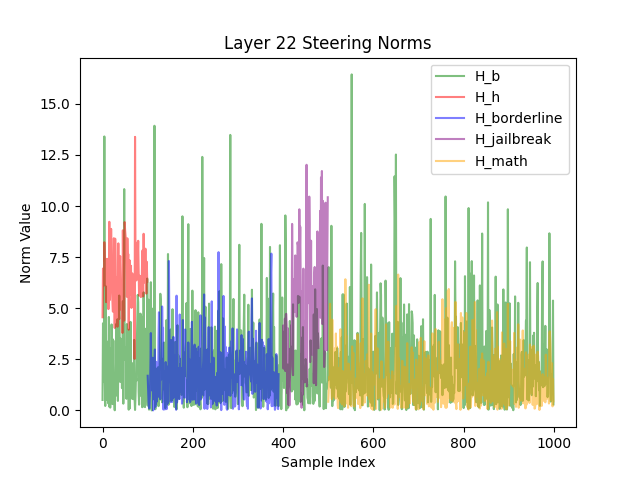 Layer 22 Steering Norms
H_b
H_h
H_borderline
H_jailbreak
H_math
Norm Value
15.0
12.5
10.0
7.5
5.0
2.5
0.0
0
200
400
600
800
1000
Sample Index